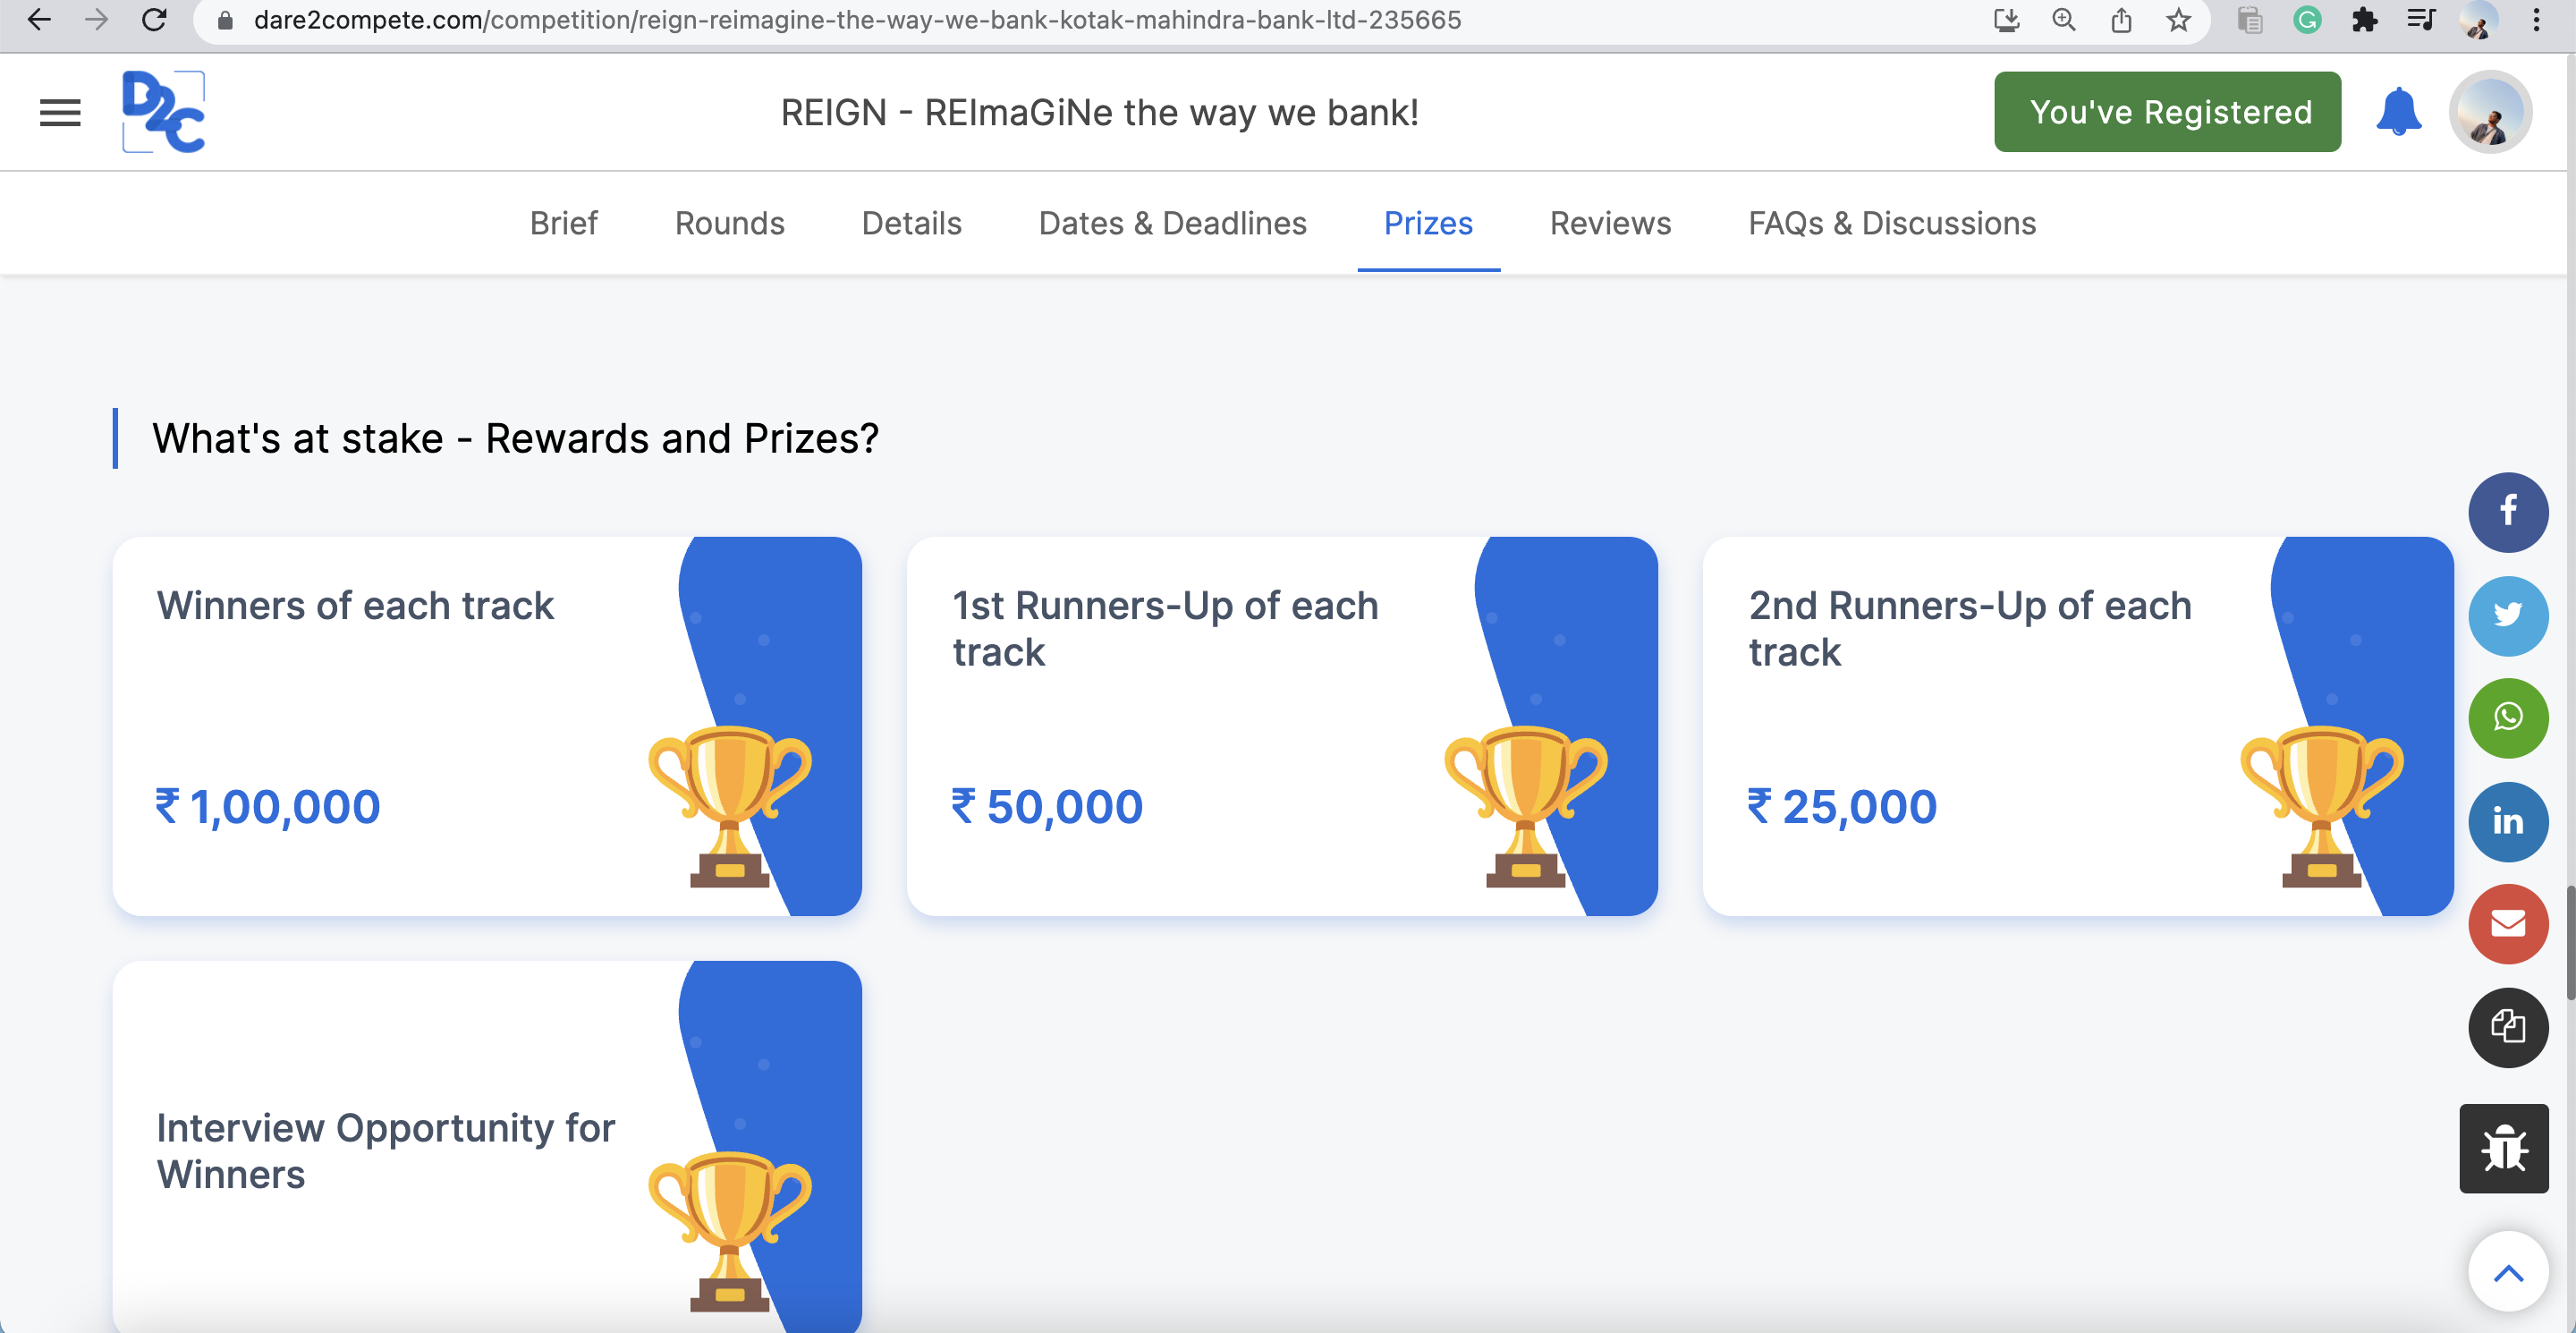 dare2compete.com/competition/reign-reimagine-the-way-we-bank-kotak-mahindra-bank-ltd-235665
D2C
REIGN - REImaGiNe the way we bank!
You've Registered
Brief
Rounds
Details
Dates & Deadlines
Prizes
Reviews
FAQs & Discussions
What's at stake - Rewards and Prizes?
Winners of each track
₹ 1,00,000
1st Runners-Up of each
track
₹ 50,000
2nd Runners-Up of each
track
₹ 25,000
Interview Opportunity for
Winners